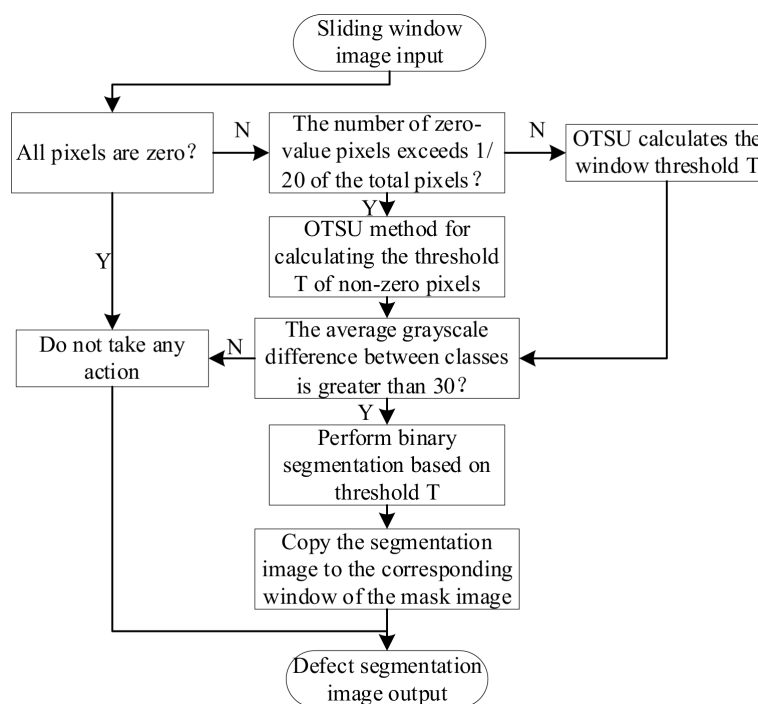 Sliding window
image input
All pixels are zero？
N
The number of zero-
value pixels exceeds 1/
20 of the total pixels？
N
OTSU calculates the
window threshold T
Y
Y
OTSU method for
calculating the threshold
T of non-zero pixels
Do not take any
action
N
The average grayscale
difference between classes
is greater than 30？
Y
Perform binary
segmentation based on
threshold T
Copy the segmentation
image to the corresponding
window of the mask image
Defect segmentation
image output